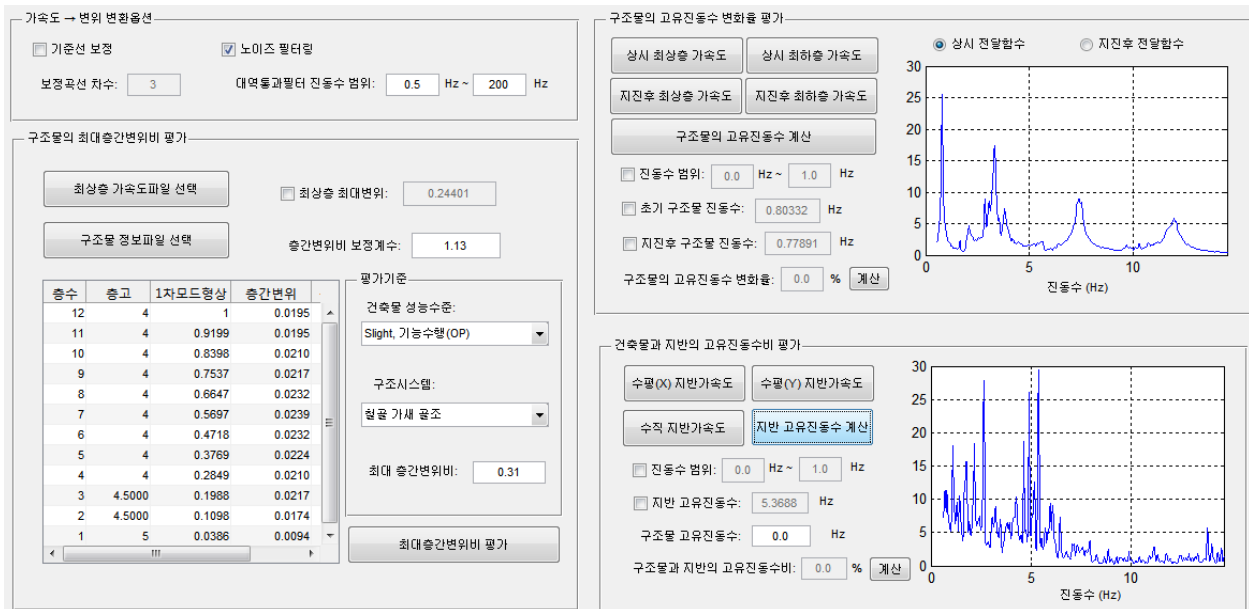 가속도 → 변위 변환옵션
기준선 보정
노이즈 필터링
보정곡선 차수: 3
대역통과필터 진동수 범위: 0.5 Hz ~ 200 Hz
구조물의 최대층간변위비 평가
최상층 가속도파일 선택
최상층 최대변위: 0.24401
구조물 정보파일 선택
층간변위비 보정계수: 1.13
층수 층고 1차모드형상 층간변위
12 4 1 0.0195
11 4 0.9199 0.0195
10 4 0.8398 0.0210
9 4 0.7537 0.0217
8 4 0.6647 0.0232
7 4 0.5697 0.0239
6 4 0.4718 0.0232
5 4 0.3769 0.0224
4 4 0.2849 0.0210
3 4.5000 0.1988 0.0217
2 4.5000 0.1098 0.0174
1 5 0.0386 0.0094
평가기준
건축물 성능수준:
Slight, 기능수행(OP)
구조시스템:
철골 가새 골조
최대 층간변위비: 0.31
최대층간변위비 평가
구조물의 고유진동수 변화율 평가
상시 최상층 가속도
상시 최하층 가속도
지진후 최상층 가속도
지진후 최하층 가속도
구조물의 고유진동수 계산
진동수 범위: 0.0 Hz ~ 1.0 Hz
초기 구조물 진동수: 0.80332 Hz
지진후 구조물 진동수: 0.77891 Hz
구조물의 고유진동수 변화율: 0.0 % 계산
상시 전달함수
지진후 전달함수
30
25
20
15
10
5
0
0 5 10
진동수 (Hz)
건축물과 지반의 고유진동수비 평가
수평(X) 지반가속도
수평(Y) 지반가속도
수직 지반가속도
지반 고유진동수 계산
진동수 범위: 0.0 Hz ~ 1.0 Hz
지반 고유진동수: 5.3688 Hz
구조물 고유진동수: 0.0 Hz
구조물과 지반의 고유진동수비: 0.0 % 계산
30
25
20
15
10
5
0
0 5 10
진동수 (Hz)